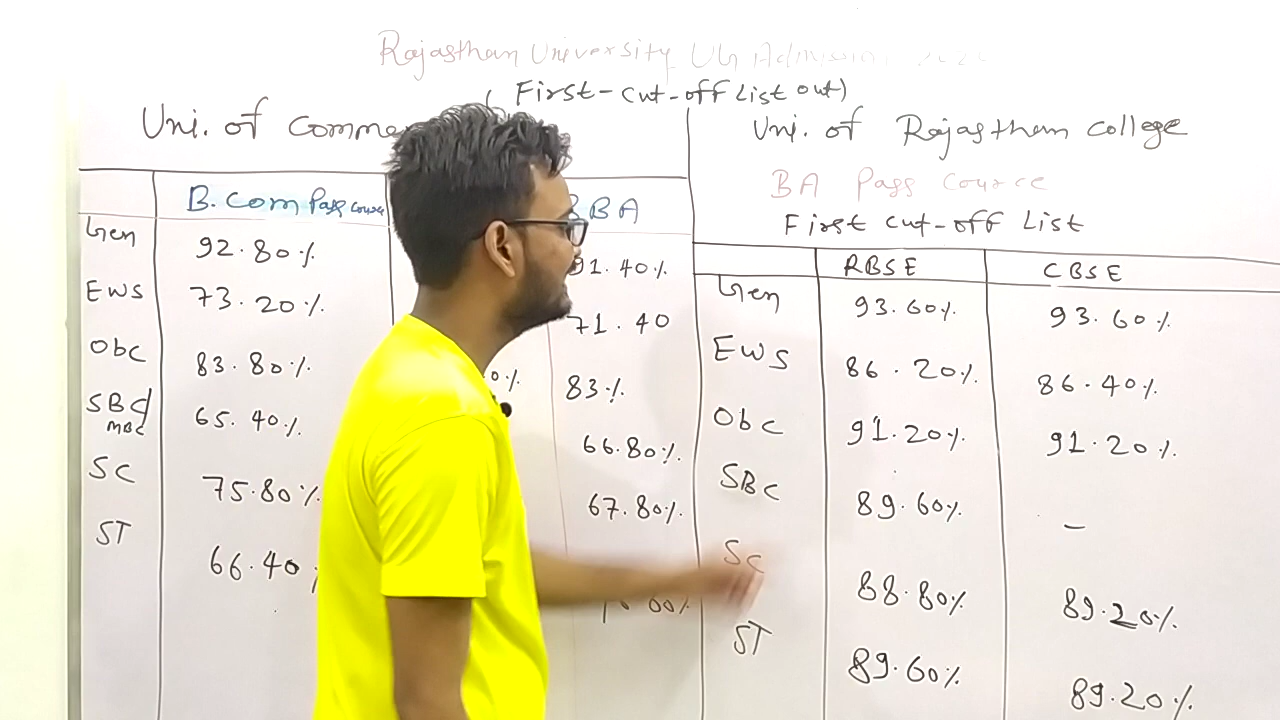 Rajasthan University UG Admission
( First-cut-off List out)
Uni. of Comme
B.Com Pass course BBA
Gen 92.80% 91.40%
EWS 73.20% 71.40
Obc 83.80% .0% 83%
SBC/MBC 65.40% 66.80%
SC 75.80% 67.80%
ST 66.40%
Uni. of Rajasthan College
BA Pass Cource
First cut-off List
RBSE CBSE
Gen 93.60% 93.60%
EWS 86.20% 86.40%
Obc 91.20% 91.20%
SBC 89.60% -
SC 88.80% 89.20%
ST 89.60% 89.20%